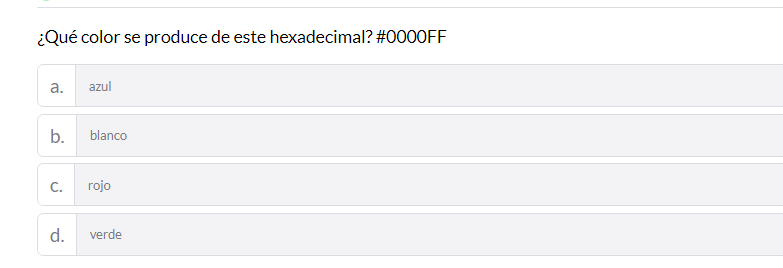 ¿Qué color se produce de este hexadecimal? #0000FF
a. azul
b. blanco
c. rojo
d. verde